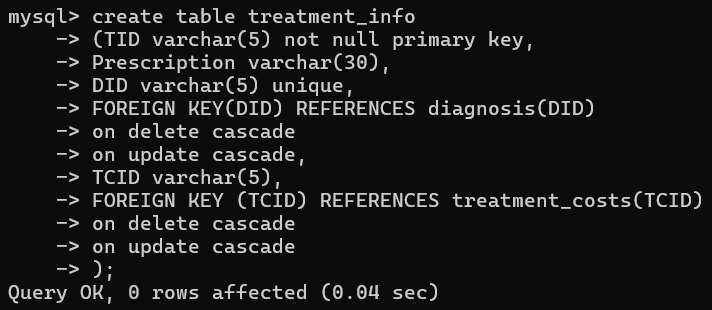 mysql> create table treatment_info
-> (TID varchar(5) not null primary key,
-> Prescription varchar(30),
-> DID varchar(5) unique,
-> FOREIGN KEY(DID) REFERENCES diagnosis(DID)
-> on delete cascade
-> on update cascade,
-> TCID varchar(5),
-> FOREIGN KEY (TCID) REFERENCES treatment_costs(TCID)
-> on delete cascade
-> on update cascade
-> );
Query OK, 0 rows affected (0.04 sec)